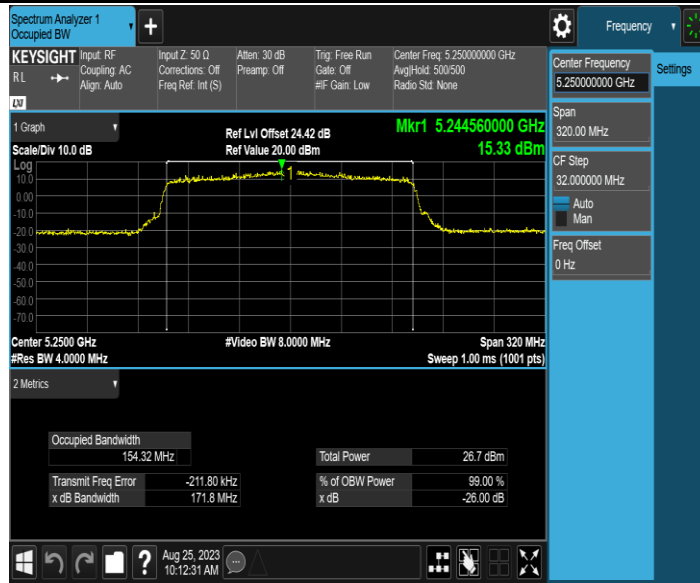 Spectrum Analyzer 1
Occupied BW
Frequency
KEYSIGHT
RL
LXI
Input: RF
Coupling: AC
Align: Auto
Input Z: 50 Ω
Corrections: Off
Freq Ref: Int (S)
Atten: 30 dB
Preamp: Off
Trig: Free Run
Gate: Off
#IF Gain: Low
Center Freq: 5.250000000 GHz
Avg|Hold: 500/500
Radio Std: None
Center Frequency
5.250000000 GHz
Settings
Span
320.00 MHz
CF Step
32.000000 MHz
Auto
Man
Freq Offset
0 Hz
1 Graph
Scale/Div 10.0 dB
Ref Lvl Offset 24.42 dB
Ref Value 20.00 dBm
Mkr1 5.244560000 GHz
15.33 dBm
Log
10.0
0.00
-10.0
-20.0
-30.0
-40.0
-50.0
-60.0
-70.0
1
Center 5.2500 GHz
#Res BW 4.0000 MHz
#Video BW 8.0000 MHz
Span 320 MHz
Sweep 1.00 ms (1001 pts)
2 Metrics
Occupied Bandwidth
154.32 MHz
Total Power 26.7 dBm
Transmit Freq Error -211.80 kHz
% of OBW Power 99.00 %
x dB Bandwidth 171.8 MHz
x dB -26.00 dB
Aug 25, 2023
10:12:31 AM